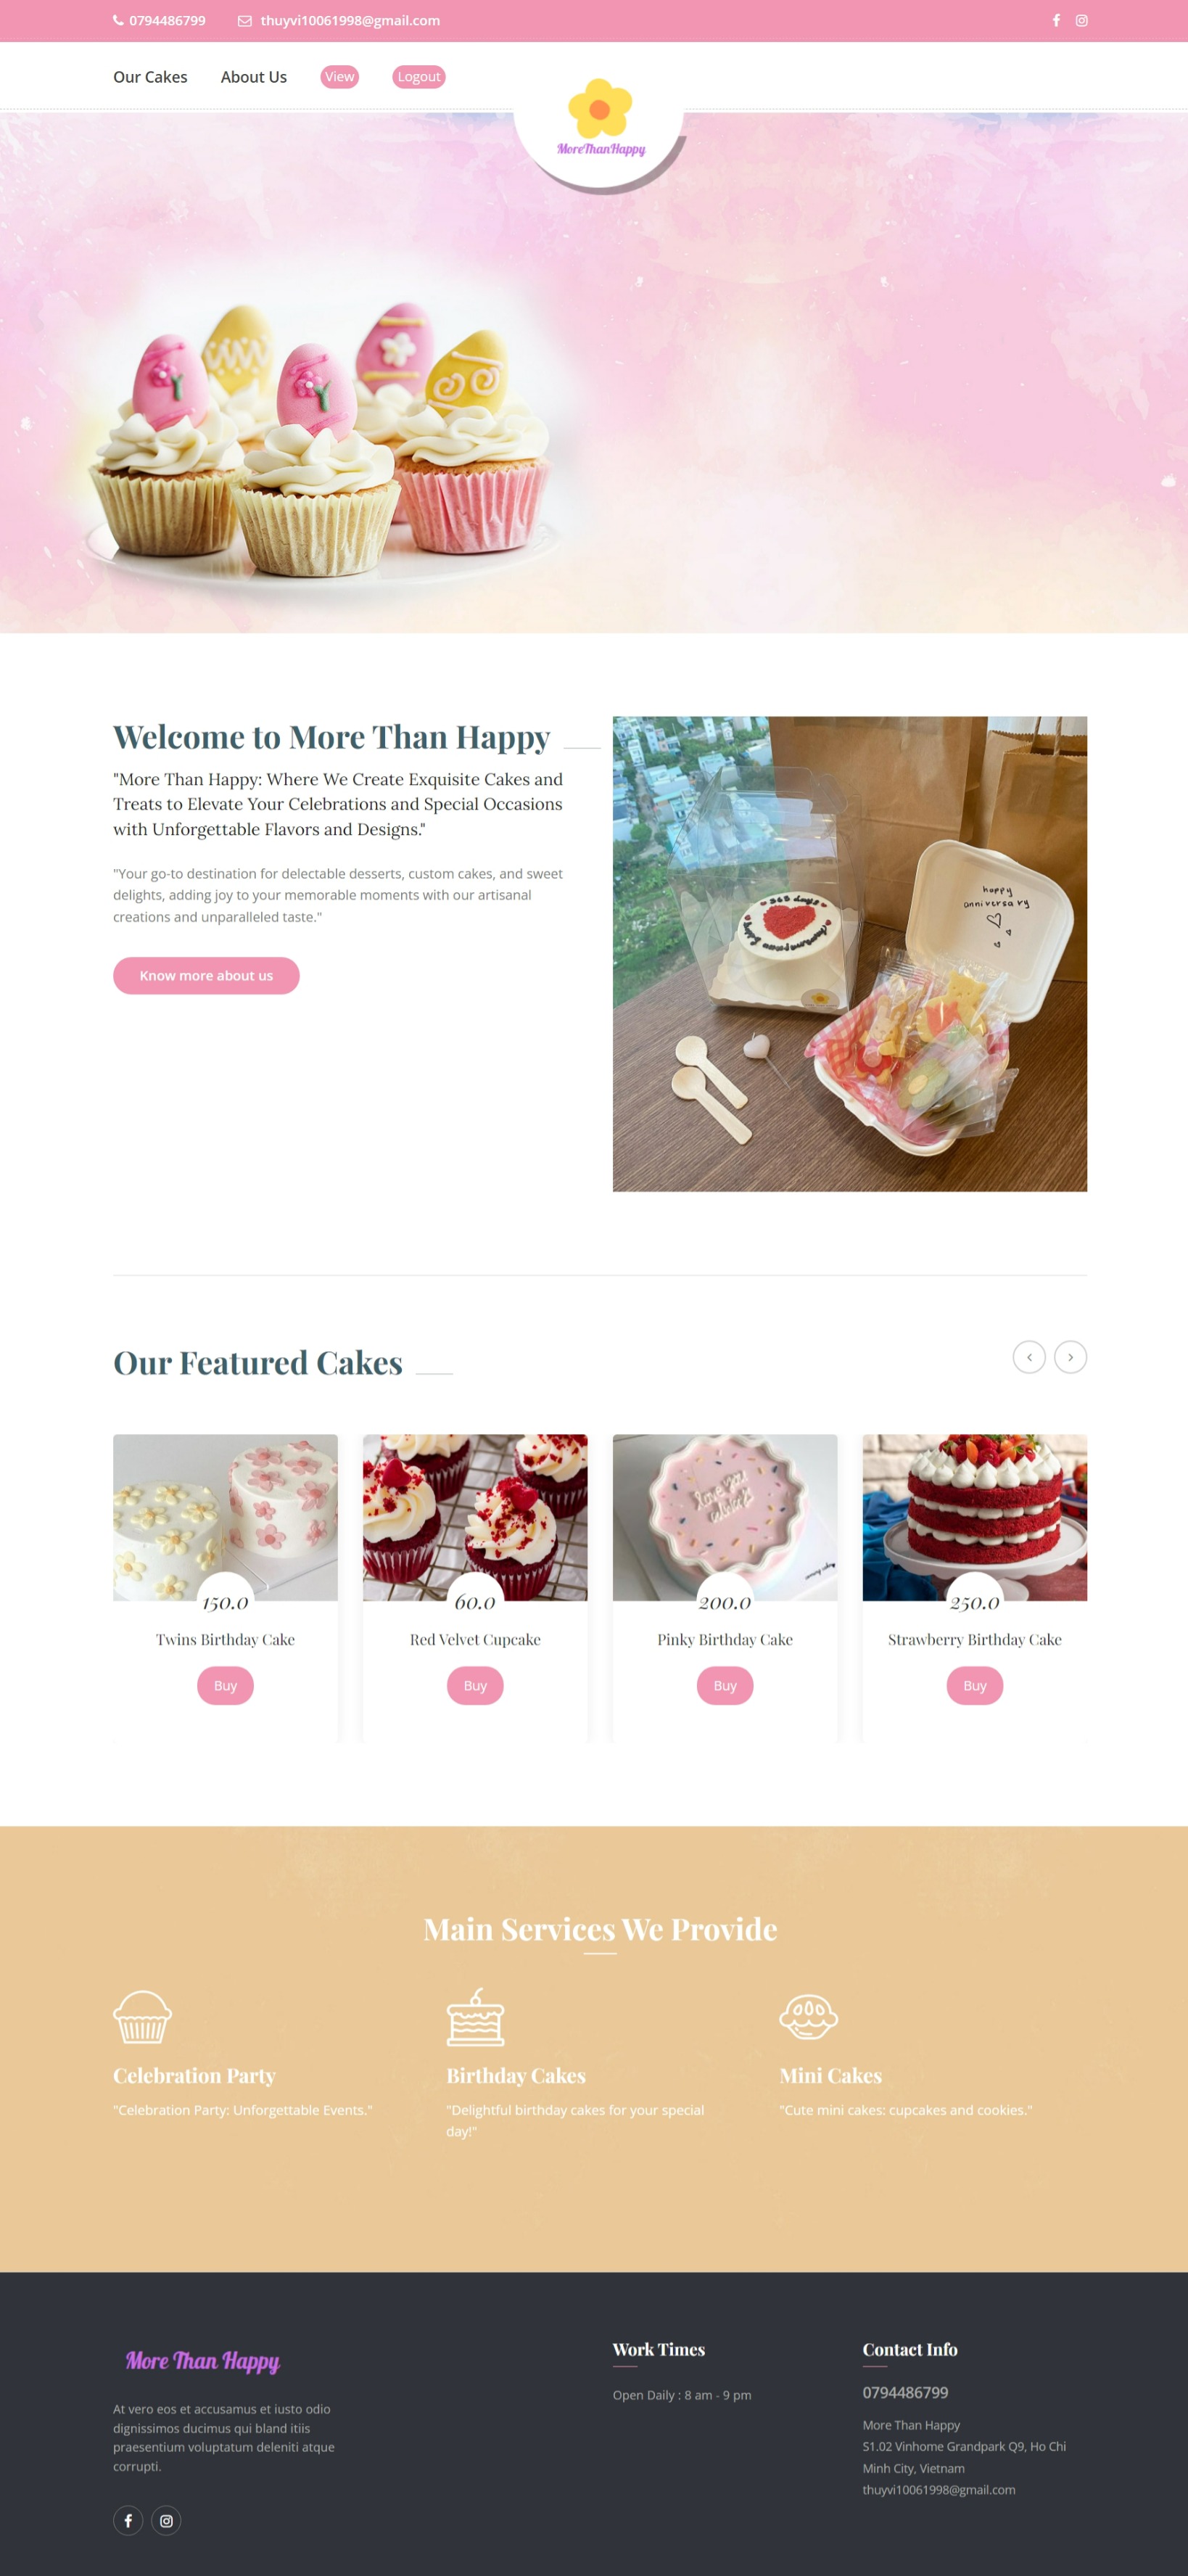 0794486799
thuyvi10061998@gmail.com
Our Cakes
About Us
View
Logout
MoreThanHappy
Welcome to More Than Happy
"More Than Happy: Where We Create Exquisite Cakes and
Treats to Elevate Your Celebrations and Special Occasions
with Unforgettable Flavors and Designs."
"Your go-to destination for delectable desserts, custom cakes, and sweet
delights, adding joy to your memorable moments with our artisanal
creations and unparalleled taste."
Know more about us
365 days
happy
anniversary
Our Featured Cakes
love you
150.0
60.0
200.0
250.0
Twins Birthday Cake
Red Velvet Cupcake
Pinky Birthday Cake
Strawberry Birthday Cake
Buy
Buy
Buy
Buy
Main Services We Provide
Celebration Party
"Celebration Party: Unforgettable Events."
Birthday Cakes
"Delightful birthday cakes for your special
day!"
Mini Cakes
"Cute mini cakes: cupcakes and cookies."
More Than Happy
At vero eos et accusamus et iusto odio
dignissimos ducimus qui bland itiis
praesentium voluptatum deleniti atque
corrupti.
Work Times
Open Daily : 8 am - 9 pm
Contact Info
0794486799
More Than Happy
S1.02 Vinhome Grandpark Q9, Ho Chi
Minh City, Vietnam
thuyvi10061998@gmail.com